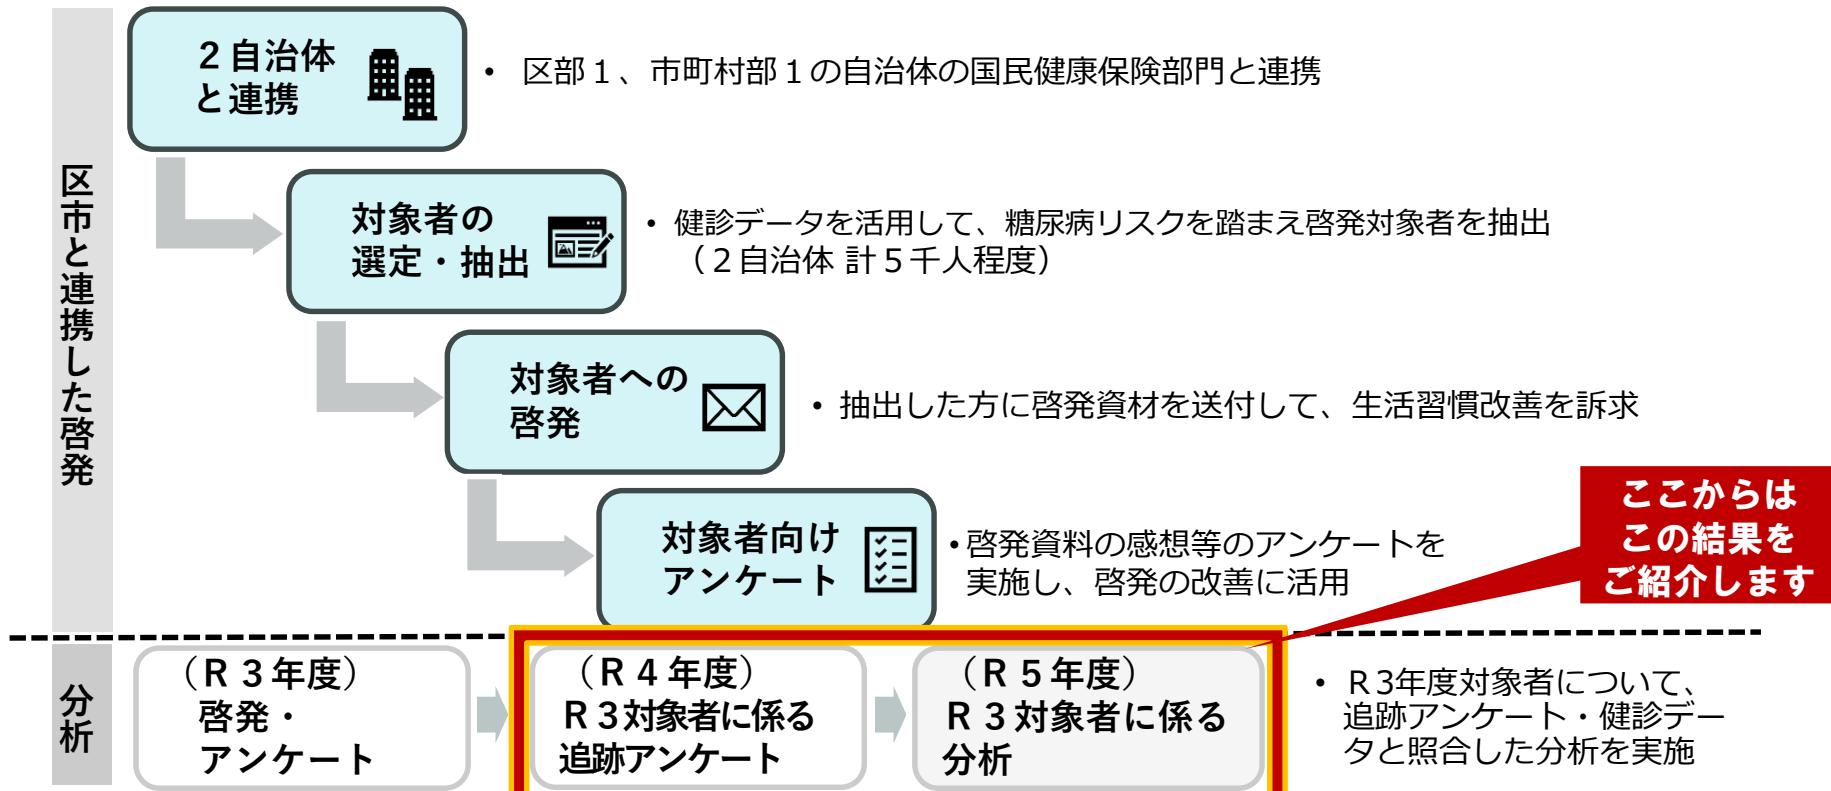 区市と連携した啓発
２自治体
と連携
• 区部１、市町村部１の自治体の国民健康保険部門と連携
対象者の
選定・抽出
• 健診データを活用して、糖尿病リスクを踏まえ啓発対象者を抽出
（２自治体 計５千人程度）
対象者への
啓発
• 抽出した方に啓発資材を送付して、生活習慣改善を訴求
対象者向け
アンケート
•啓発資料の感想等のアンケートを
実施し、啓発の改善に活用
ここからは
この結果を
ご紹介します
分析
（Ｒ３年度）
啓発・
アンケート
（Ｒ４年度）
Ｒ３対象者に係る
追跡アンケート
（Ｒ５年度）
Ｒ３対象者に係る
分析
• Ｒ3年度対象者について、
追跡アンケート・健診デー
タと照合した分析を実施